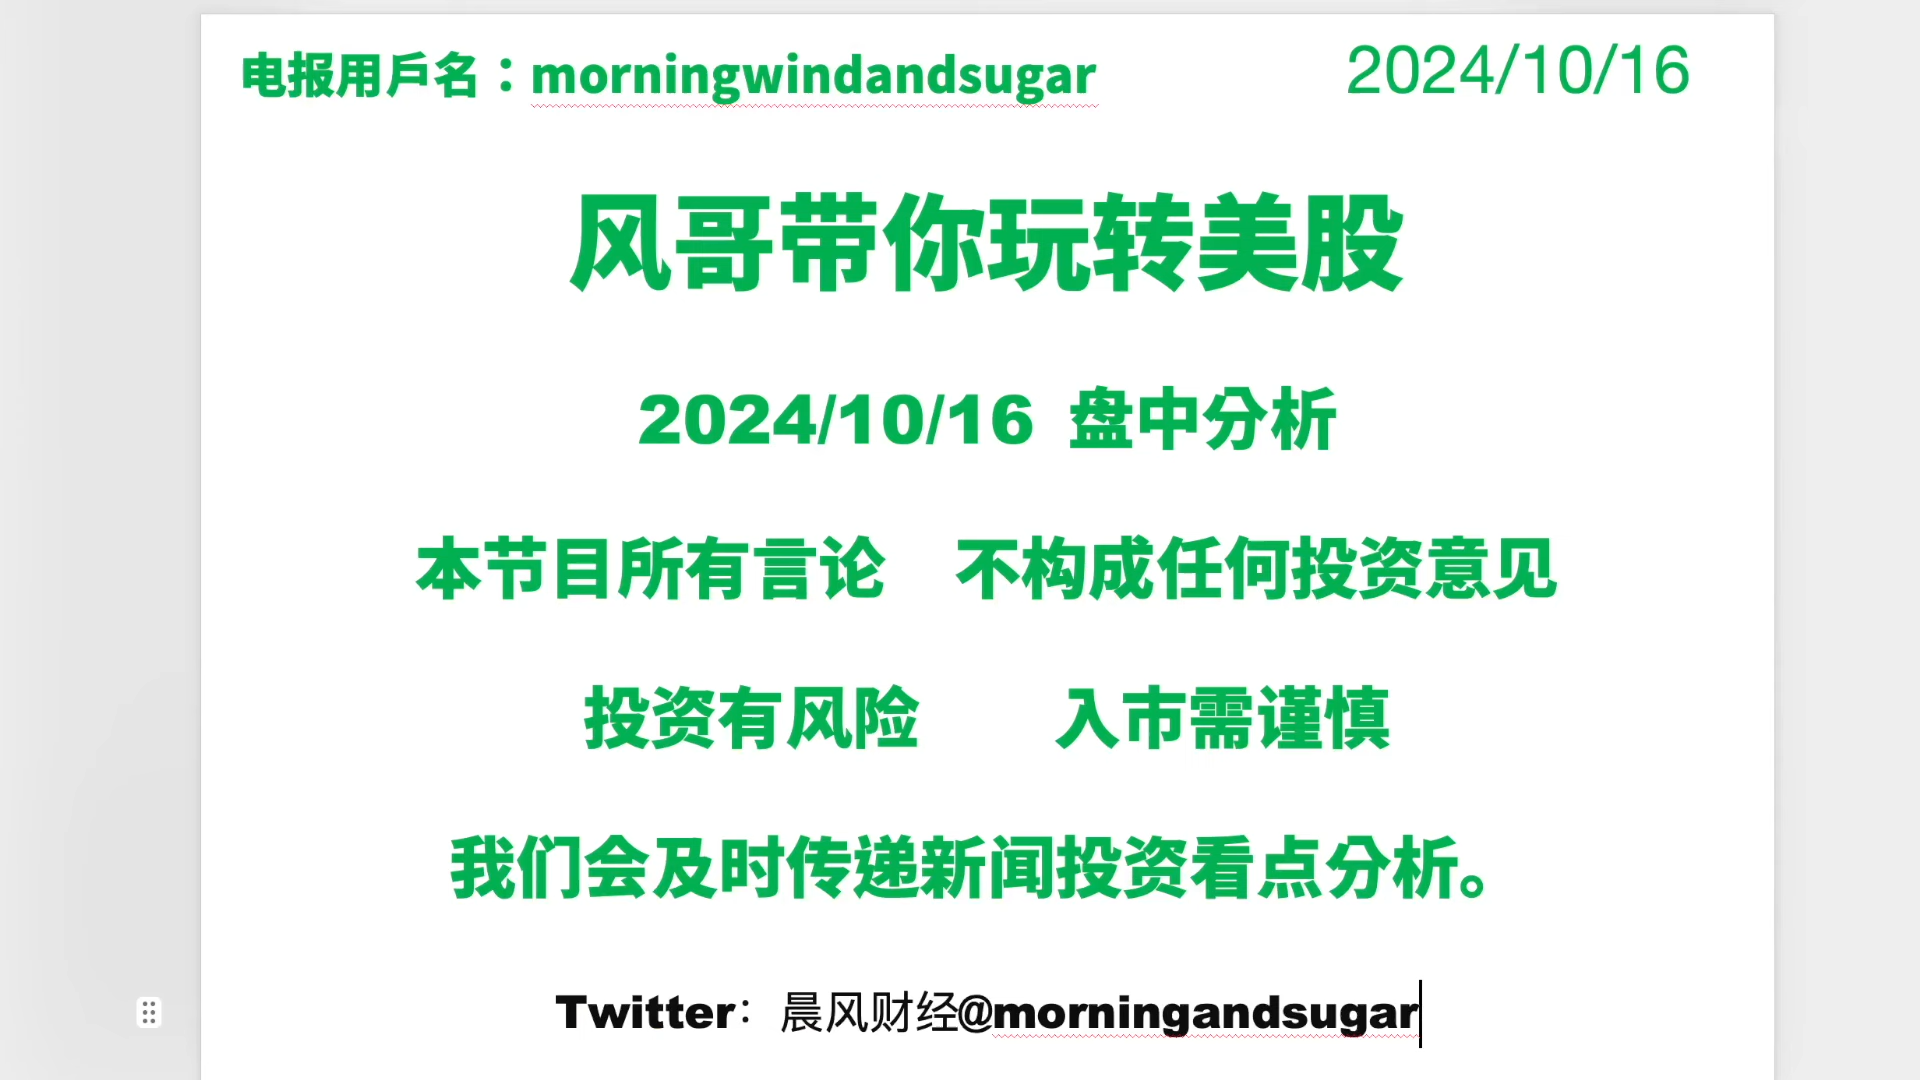 电报用戶名：morningwindandsugar
2024/10/16
风哥带你玩转美股
2024/10/16 盘中分析
本节目所有言论 不构成任何投资意见
投资有风险 入市需谨慎
我们会及时传递新闻投资看点分析。
Twitter：晨风财经@morningandsugar